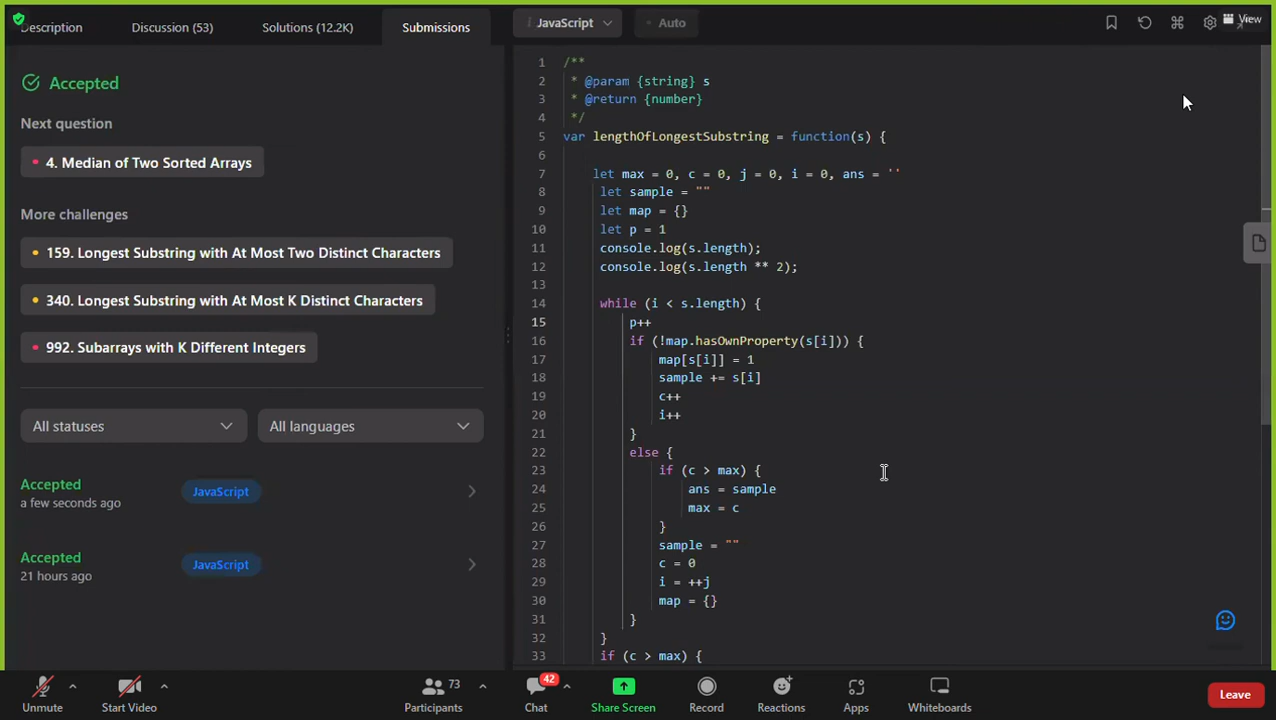 Description
Discussion (53)
Solutions (12.2K)
Submissions
JavaScript
Auto
View
Accepted
Next question
4. Median of Two Sorted Arrays
More challenges
159. Longest Substring with At Most Two Distinct Characters
340. Longest Substring with At Most K Distinct Characters
992. Subarrays with K Different Integers
All statuses
All languages
Accepted
a few seconds ago
JavaScript
Accepted
21 hours ago
JavaScript
1 /**
2 * @param {string} s
3 * @return {number}
4 */
5 var lengthOfLongestSubstring = function(s) {
6
7 let max = 0, c = 0, j = 0, i = 0, ans = ''
8 let sample = ""
9 let map = {}
10 let p = 1
11 console.log(s.length);
12 console.log(s.length ** 2);
13
14 while (i < s.length) {
15 p++
16 if (!map.hasOwnProperty(s[i])) {
17 map[s[i]] = 1
18 sample += s[i]
19 c++
20 i++
21 }
22 else {
23 if (c > max) {
24 ans = sample
25 max = c
26 }
27 sample = ""
28 c = 0
29 i = ++j
30 map = {}
31 }
32 }
33 if (c > max) {
Unmute
Start Video
73
Participants
42
Chat
Share Screen
Record
Reactions
Apps
Whiteboards
Leave